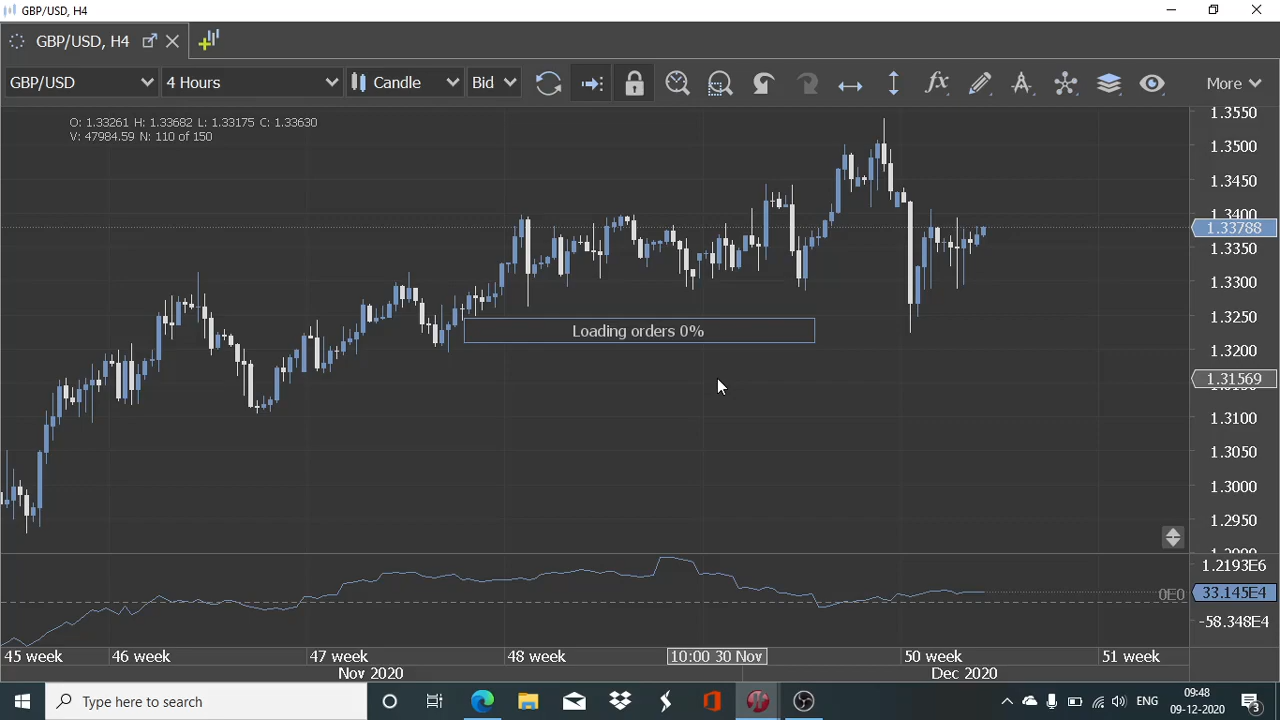 GBP/USD, H4
GBP/USD, H4
GBP/USD 4 Hours Candle Bid More
O: 1.33261 H: 1.33682 L: 1.33175 C: 1.33630
V: 47984.59 N: 110 of 150
1.3550
1.3500
1.3450
1.3400
1.33788
1.3350
1.3300
1.3250
Loading orders 0%
1.3200
1.31569
1.3100
1.3050
1.3000
1.2950
1.2193E6
0E0 33.145E4
-58.348E4
45 week 46 week 47 week 48 week 10:00 30 Nov 50 week 51 week
Nov 2020 Dec 2020
Type here to search
ENG
09:48
09-12-2020
3